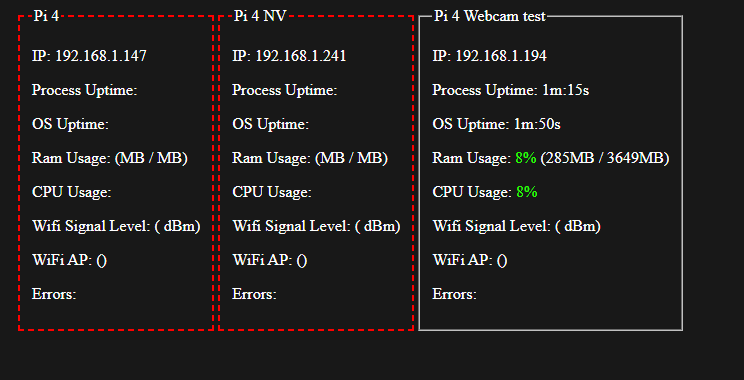 Pi 4
IP: 192.168.1.147
Process Uptime:
OS Uptime:
Ram Usage: (MB / MB)
CPU Usage:
Wifi Signal Level: ( dBm)
WiFi AP: ()
Errors:
Pi 4 NV
IP: 192.168.1.241
Process Uptime:
OS Uptime:
Ram Usage: (MB / MB)
CPU Usage:
Wifi Signal Level: ( dBm)
WiFi AP: ()
Errors:
Pi 4 Webcam test
IP: 192.168.1.194
Process Uptime: 1m:15s
OS Uptime: 1m:50s
Ram Usage: 8% (285MB / 3649MB)
CPU Usage: 8%
Wifi Signal Level: ( dBm)
WiFi AP: ()
Errors: